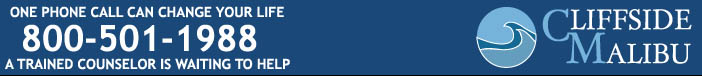 ONE PHONE CALL CAN CHANGE YOUR LIFE
800-501-1988
A TRAINED COUNSELOR IS WAITING TO HELP
CLIFFSIDE
MALIBU